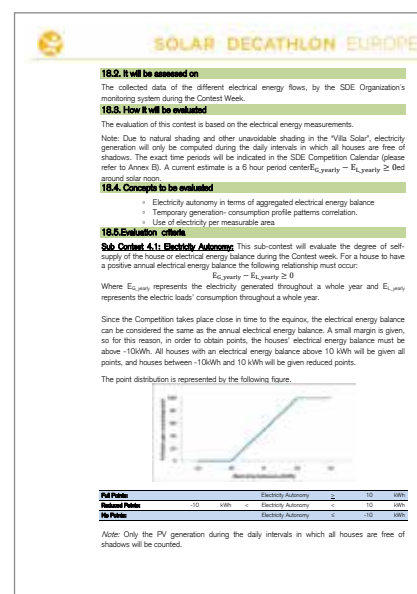 SOLAR DECATHLON EUROPE
18.2. It will be assessed on
The collected data of the different electrical energy flows, by the SDE Organization's
monitoring system during the Contest Week.
18.3. How it will be evaluated
The evaluation of this contest is based on the electrical energy measurements.
Note: Due to natural shading and other unavoidable shading in the "Villa Solar", electricity
generation will only be computed during the daily intervals in which all houses are free of
shadows. The exact time periods will be indicated in the SDE Competition Calendar (please
refer to Annex B). A current estimate is a 6 hour period centerE_G_yearly − E_L_yearly ≥ 0ed
around solar noon.
18.4. Concepts to be evaluated
◦ Electricity autonomy in terms of aggregated electrical energy balance
◦ Temporary generation- consumption profile patterns correlation.
◦ Use of electricity per measurable area
18.5.Evaluation criteria
Sub Contest 4.1: Electricity Autonomy: This sub-contest will evaluate the degree of self-
supply of the house or electrical energy balance during the Contest week. For a house to have
a positive annual electrical energy balance the following relationship must occur:
E_G_yearly − E_L_yearly ≥ 0
Where E_G_yearly represents the electricity generated throughout a whole year and E_L_yearly
represents the electric loads' consumption throughout a whole year.
Since the Competition takes place close in time to the equinox, the electrical energy balance
can be considered the same as the annual electrical energy balance. A small margin is given,
so for this reason, in order to obtain points, the houses' electrical energy balance must be
above -10kWh. All houses with an electrical energy balance above 10 kWh will be given all
points, and houses between -10kWh and 10 kWh will be given reduced points.
The point distribution is represented by the following figure.
Full Points: Electricity Autonomy ≥ 10 kWh
Reduced Points: -10 kWh < Electricity Autonomy < 10 kWh
No Points: Electricity Autonomy ≤ -10 kWh
Note: Only the PV generation during the daily intervals in which all houses are free of
shadows will be counted.